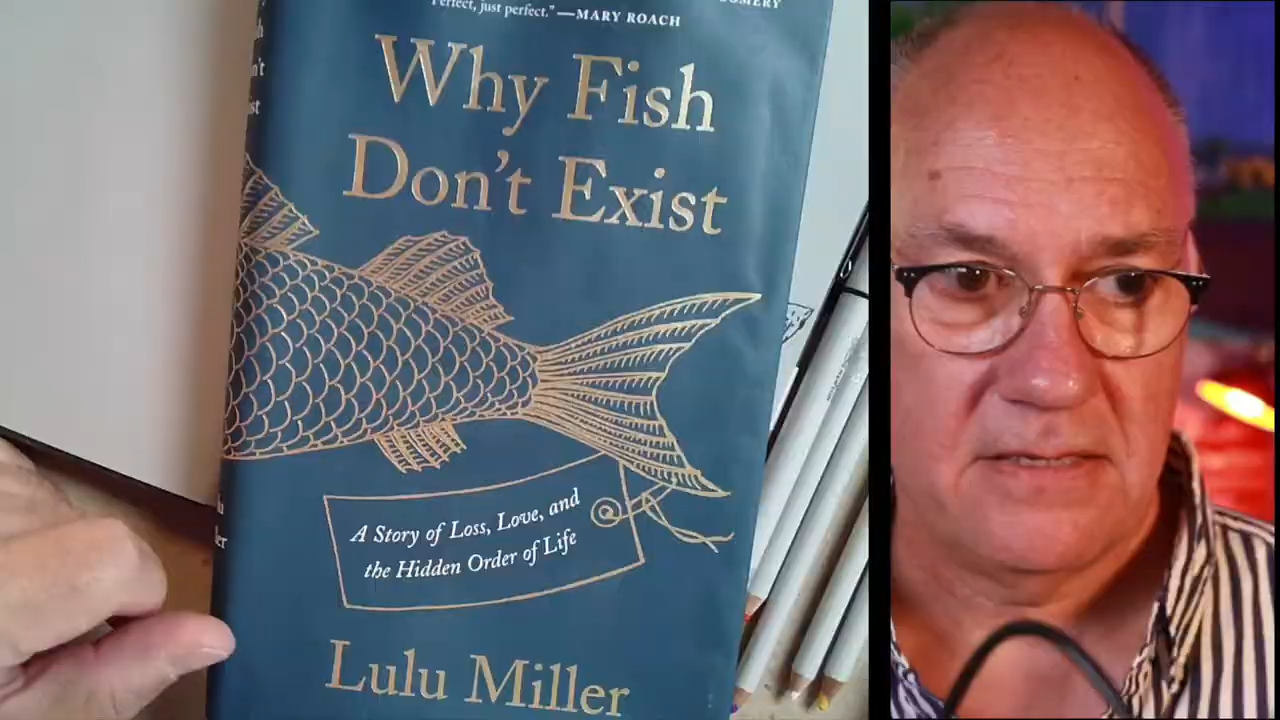 Perfect, just perfect." —MARY ROACH
Why Fish
Don't Exist
A Story of Loss, Love, and
the Hidden Order of Life
Lulu Miller